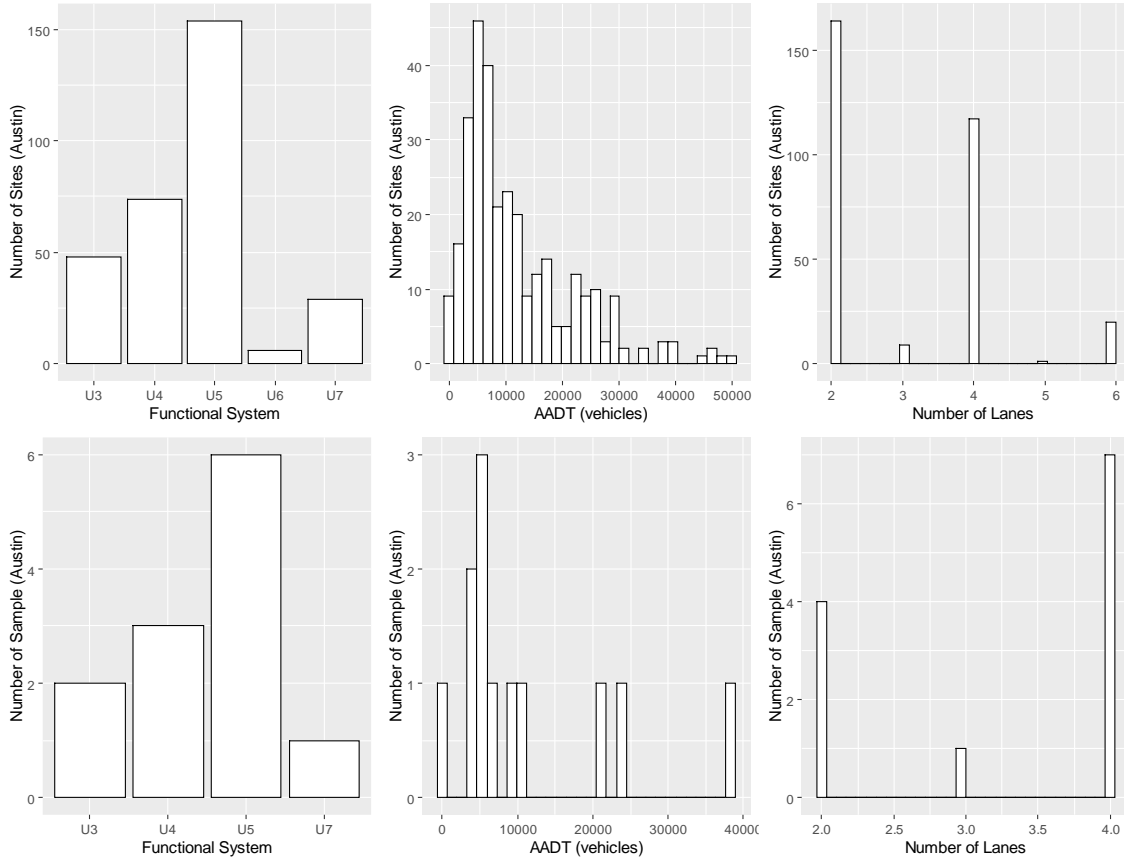 Number of Sites (Austin)
150
100
50
0
U3 U4 U5 U6 U7
Functional System
Number of Sites (Austin)
40
30
20
10
0
0 10000 20000 30000 40000 50000
AADT (vehicles)
Number of Sites (Austin)
150
100
50
0
2 3 4 5 6
Number of Lanes
Number of Sample (Austin)
6
4
2
0
U3 U4 U5 U7
Functional System
Number of Sample (Austin)
3
2
1
0
0 10000 20000 30000 4000
AADT (vehicles)
Number of Sample (Austin)
6
4
2
0
2.0 2.5 3.0 3.5 4.0
Number of Lanes